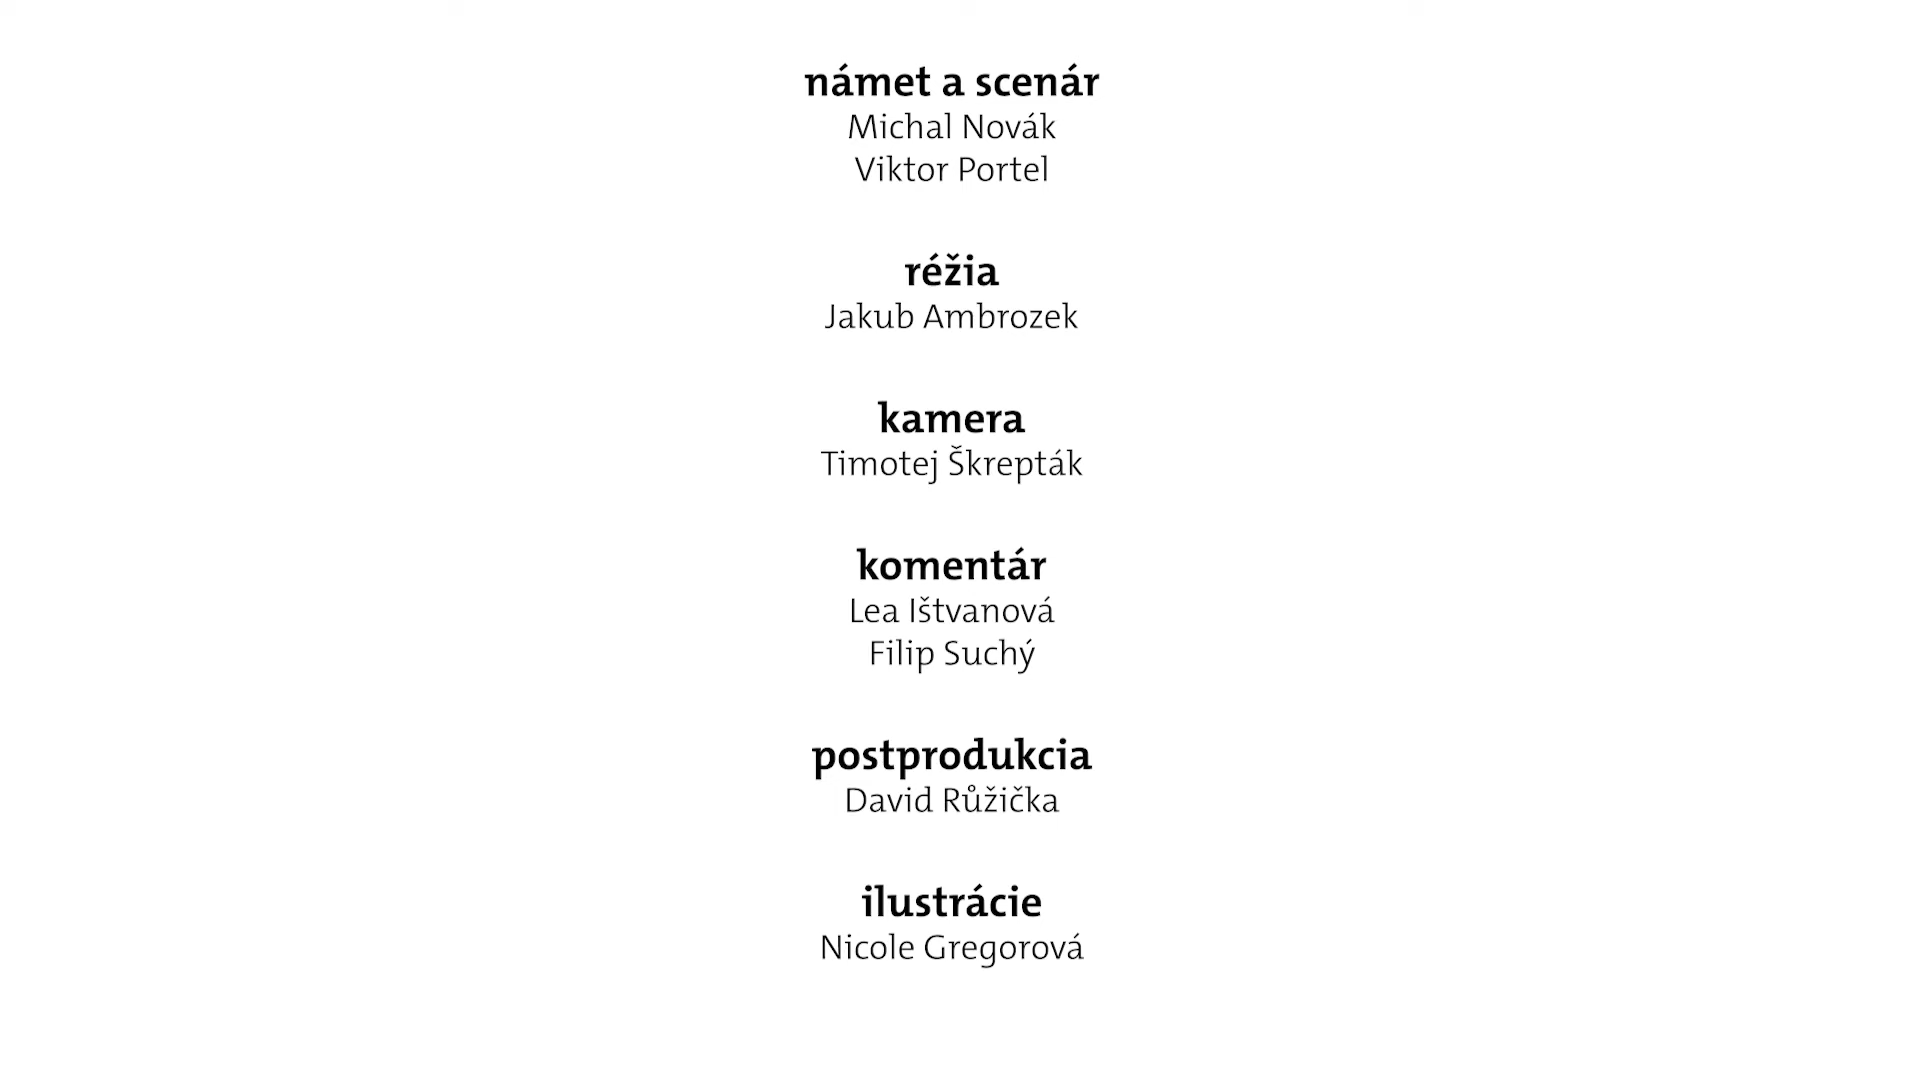 námet a scenár
Michal Novák
Viktor Portel
réžia
Jakub Ambrozek
kamera
Timotej Škrepták
komentár
Lea Ištvanová
Filip Suchý
postprodukcia
David Růžička
ilustrácie
Nicole Gregorová